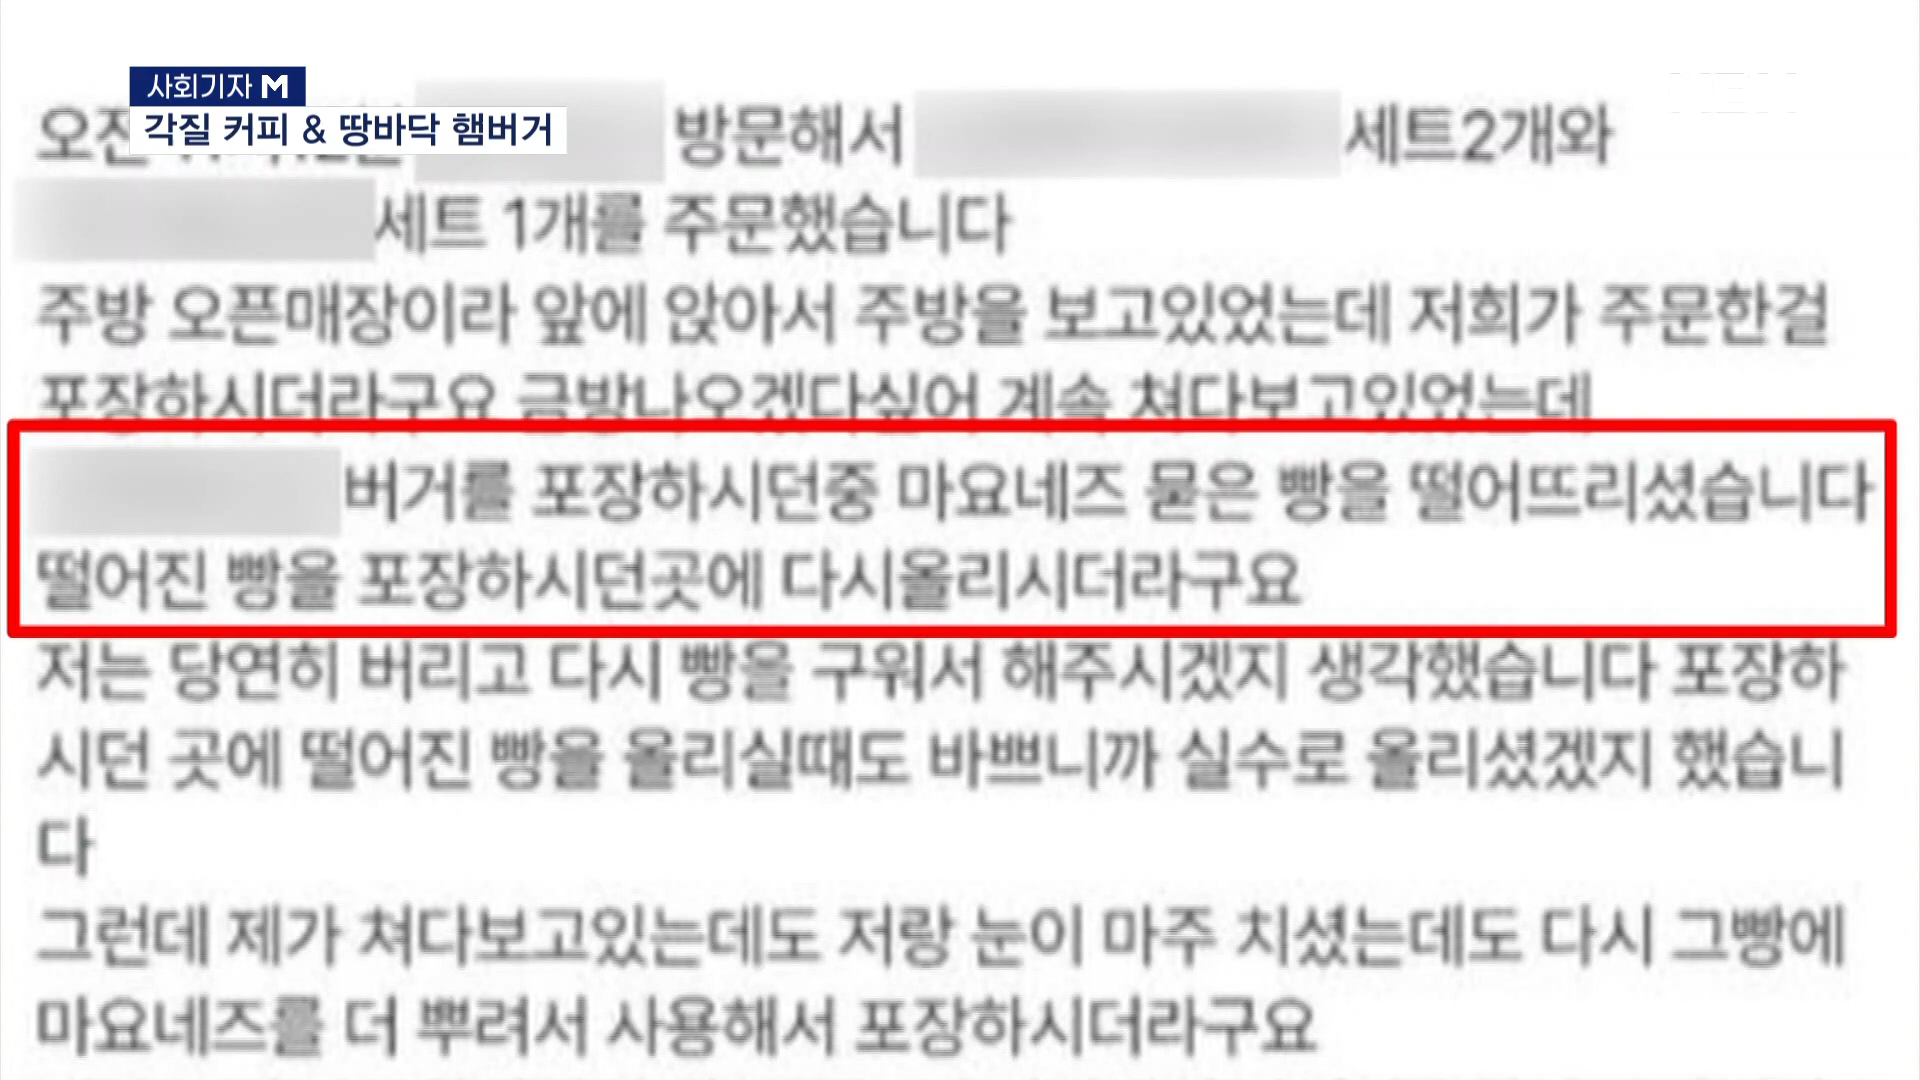 사회기자 M
각질 커피 & 땅바닥 햄버거
MBN
오전 방문해서 세트2개와
세트 1개를 주문했습니다
주방 오픈매장이라 앞에 앉아서 주방을 보고있었는데 저희가 주문한걸
포장하시더라구요 금방나오겠다싶어 계속 쳐다보고있었는데
버거를 포장하시던중 마요네즈 묻은 빵을 떨어뜨리셨습니다
떨어진 빵을 포장하시던곳에 다시올리시더라구요
저는 당연히 버리고 다시 빵을 구워서 해주시겠지 생각했습니다 포장하
시던 곳에 떨어진 빵을 올리실때도 바쁘니까 실수로 올리셨겠지 했습니
다
그런데 제가 쳐다보고있는데도 저랑 눈이 마주 치셨는데도 다시 그빵에
마요네즈를 더 뿌려서 사용해서 포장하시더라구요